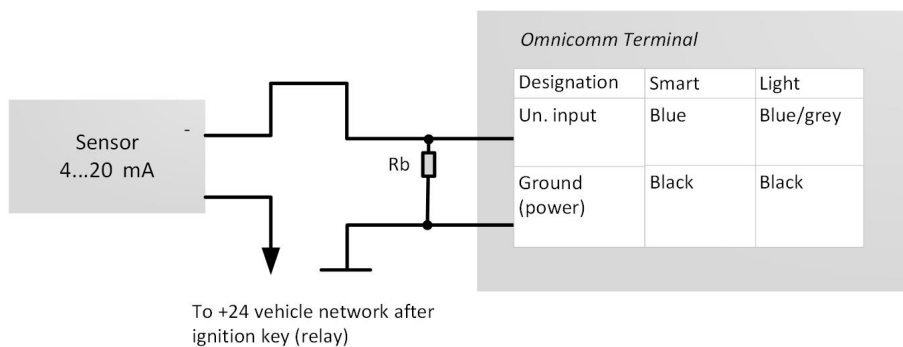 Omnicomm Terminal
Designation Smart Light
Un. input Blue Blue/grey
Ground Black Black
(power)
-
Sensor
4...20 mA
Rb
To +24 vehicle network after
ignition key (relay)